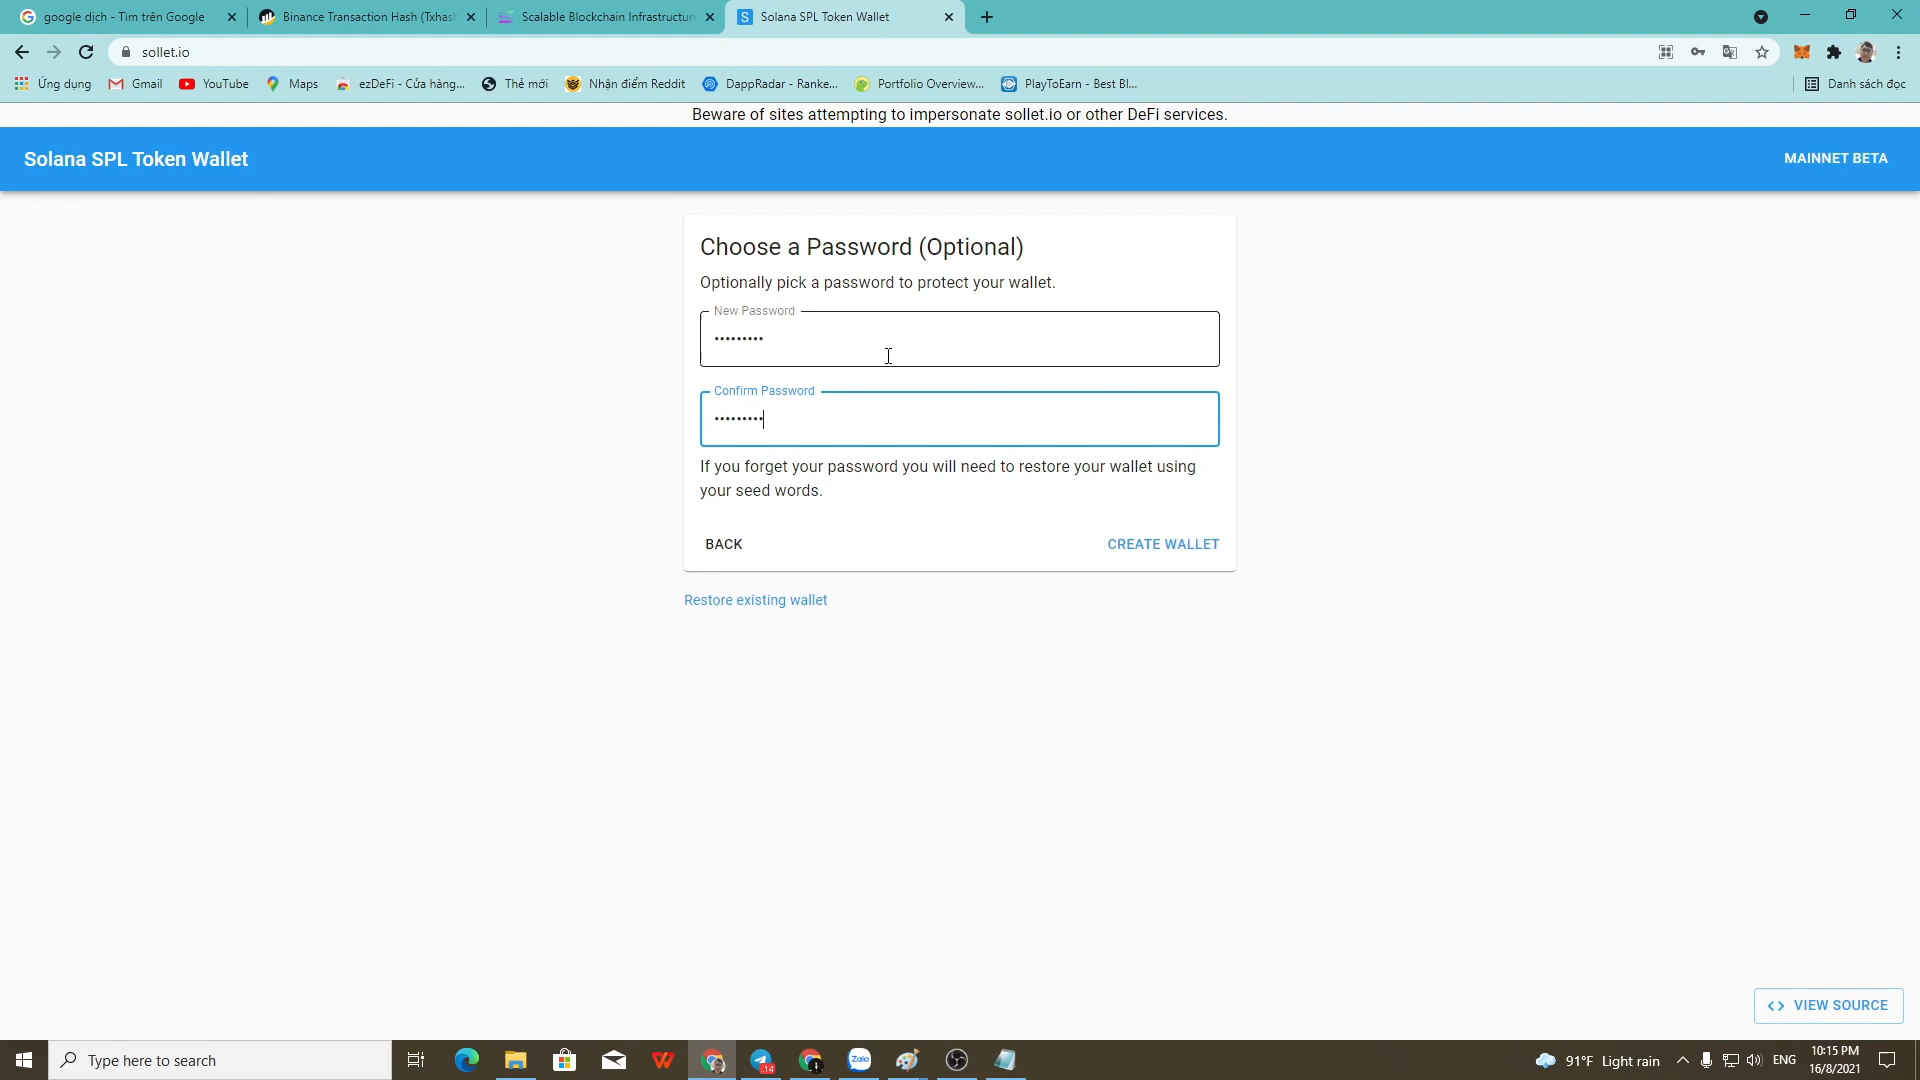 google dịch - Tìm trên Google
Binance Transaction Hash (Txhash
Scalable Blockchain Infrastructur
Solana SPL Token Wallet
sollet.io
Ứng dụng
Gmail
YouTube
Maps
ezDeFi - Cửa hàng...
Thẻ mới
Nhận điểm Reddit
DappRadar - Ranke...
Portfolio Overview...
PlayToEarn - Best Bl...
Danh sách đọc
Beware of sites attempting to impersonate sollet.io or other DeFi services.
Solana SPL Token Wallet
MAINNET BETA
Choose a Password (Optional)
Optionally pick a password to protect your wallet.
New Password
•••••••••
Confirm Password
•••••••••
If you forget your password you will need to restore your wallet using
your seed words.
BACK
CREATE WALLET
Restore existing wallet
VIEW SOURCE
Type here to search
14
Zalo
91°F Light rain
ENG
10:15 PM
16/8/2021